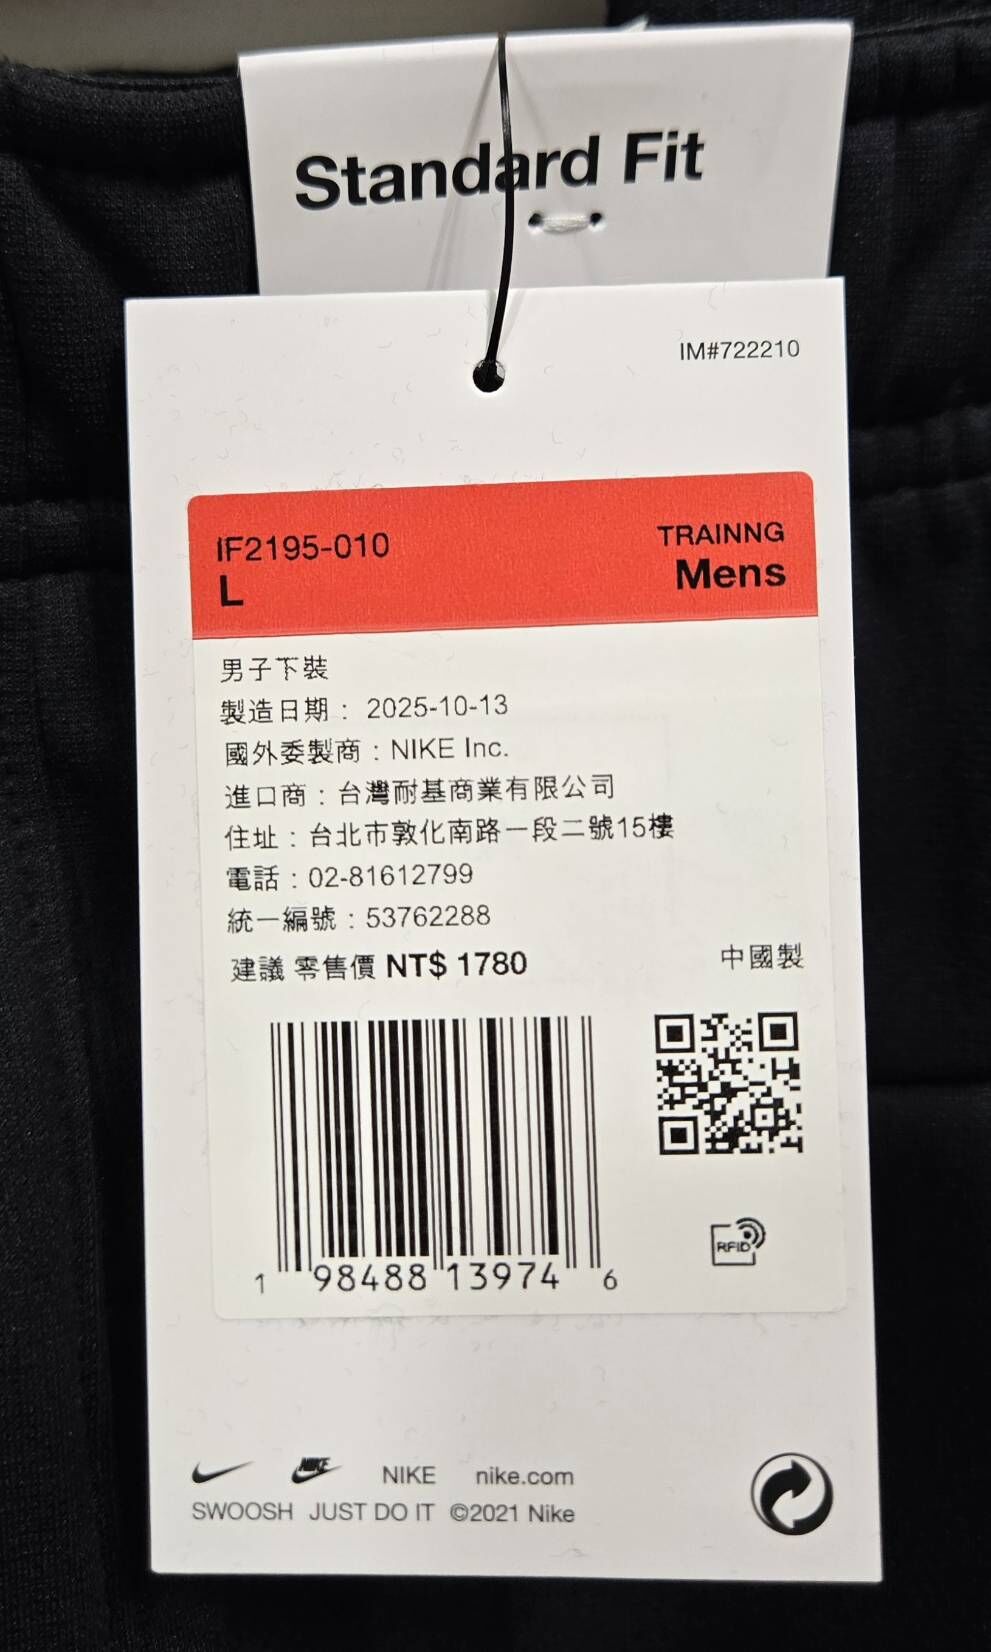 Standard Fit
IM#722210
IF2195-010
TRAINNG
L
Mens
男子下裝
製造日期： 2025-10-13
國外委製商：NIKE Inc.
進口商：台灣耐基商業有限公司
住址：台北市敦化南路一段二號15樓
電話：02-81612799
統一編號：53762288
建議 零售價 NT$ 1780
中國製
1 98488 13974 6
RFID
NIKE NIKE nike.com
SWOOSH JUST DO IT ©2021 Nike